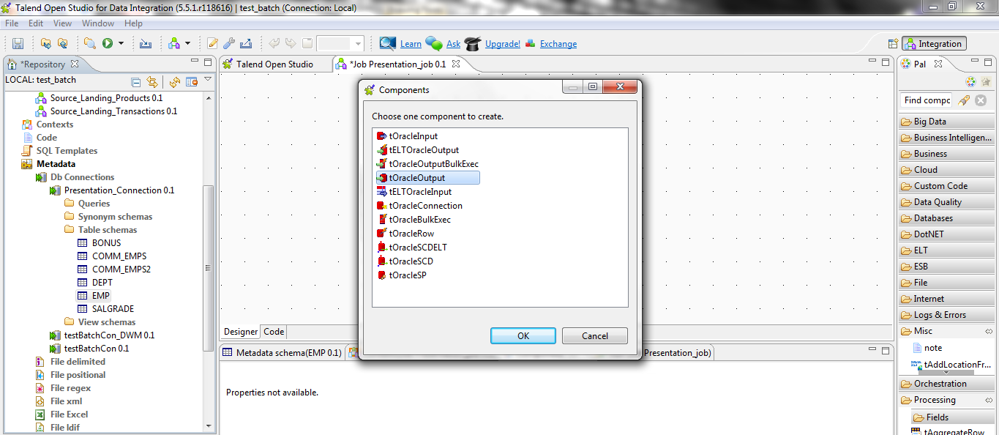 Talend Open Studio for Data Integration (5.5.1.r118616) | test_batch (Connection: Local)
File Edit View Window Help
Learn Ask Upgrade! Exchange Integration
*Repository
LOCAL: test_batch
Source_Landing_Products 0.1
Source_Landing_Transactions 0.1
Contexts
Code
SQL Templates
Metadata
Db Connections
Presentation_Connection 0.1
Queries
Synonym schemas
Table schemas
BONUS
COMM_EMPS
COMM_EMPS2
DEPT
EMP
SALGRADE
View schemas
testBatchCon_DWM 0.1
testBatchCon 0.1
File delimited
File positional
File regex
File xml
File Excel
File ldif
Talend Open Studio
*Job Presentation_job 0.1
Components
Choose one component to create.
tOracleInput
tELTOracleOutput
tOracleOutputBulkExec
tOracleOutput
tELTOracleInput
tOracleConnection
tOracleBulkExec
tOracleRow
tOracleSCDELT
tOracleSCD
tOracleSP
OK Cancel
Designer Code
Metadata schema(EMP 0.1)
Presentation_job)
Properties not available.
Pal
Find compc
Big Data
Business Intelligen...
Business
Cloud
Custom Code
Data Quality
Databases
DotNET
ELT
ESB
File
Internet
Logs & Errors
Misc
note
tAddLocationFr...
Orchestration
Processing
Fields
tAggregateRow